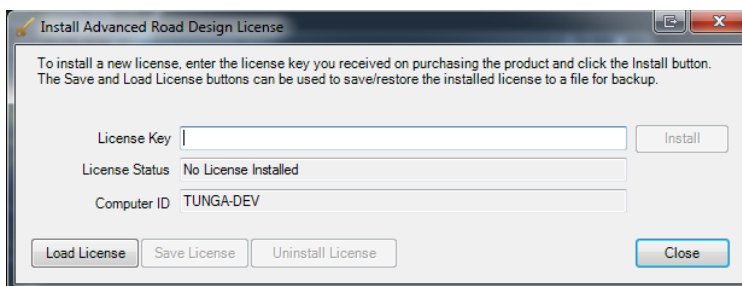 Install Advanced Road Design License
To install a new license, enter the license key you received on purchasing the product and click the Install button.
The Save and Load License buttons can be used to save/restore the installed license to a file for backup.
License Key Install
License Status No License Installed
Computer ID TUNGA-DEV
Load License Save License Uninstall License Close